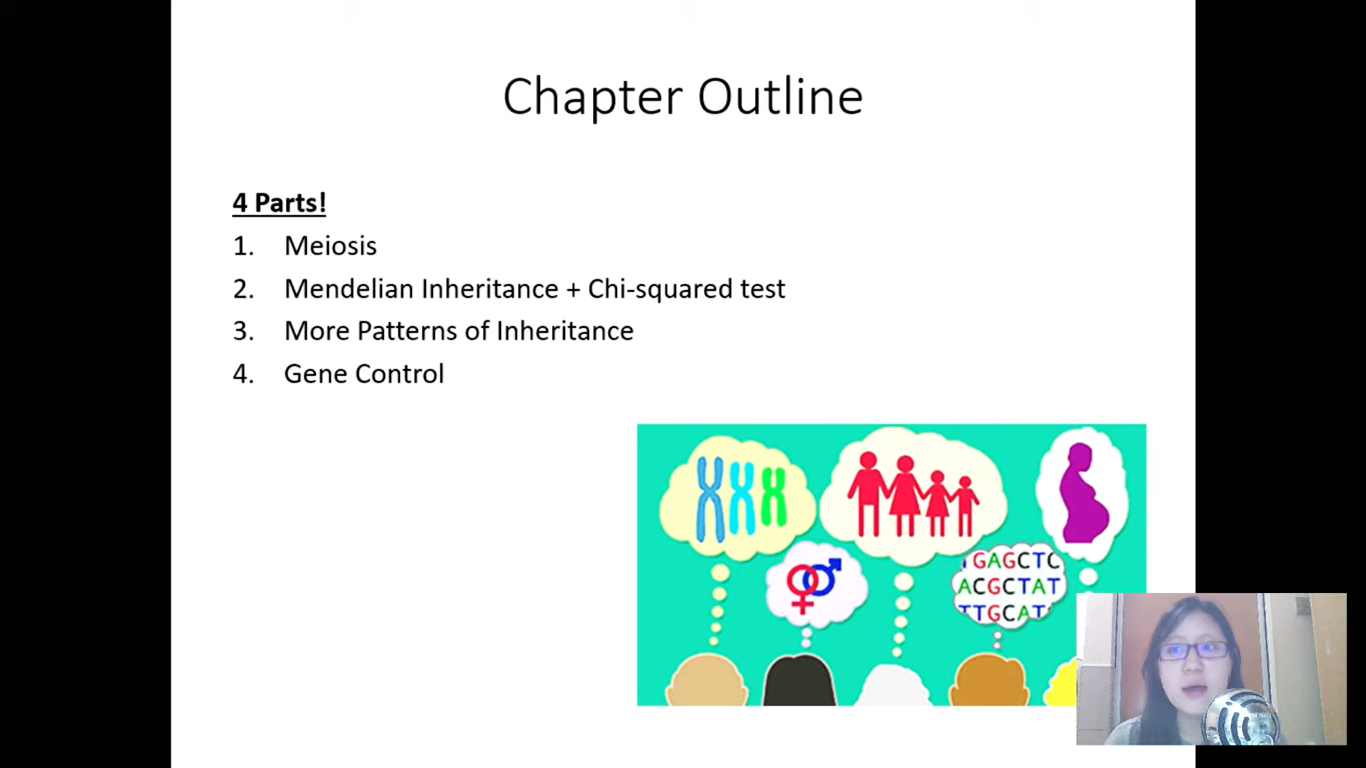 Chapter Outline
4 Parts!
1. Meiosis
2. Mendelian Inheritance + Chi-squared test
3. More Patterns of Inheritance
4. Gene Control
GAGCTC
ACGCTAT
TTGCAT